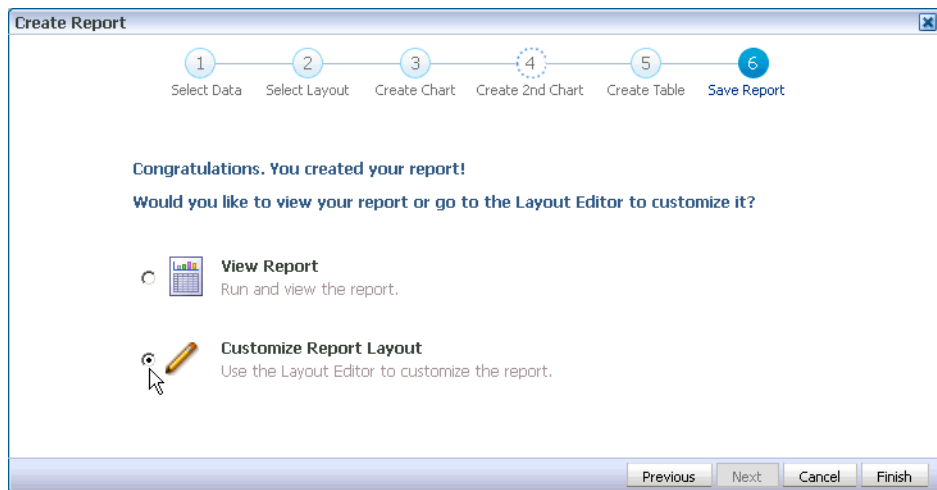 Create Report
1 2 3 4 5 6
Select Data Select Layout Create Chart Create 2nd Chart Create Table Save Report
Congratulations. You created your report!
Would you like to view your report or go to the Layout Editor to customize it?
View Report
Run and view the report.
Customize Report Layout
Use the Layout Editor to customize the report.
Previous Next Cancel Finish